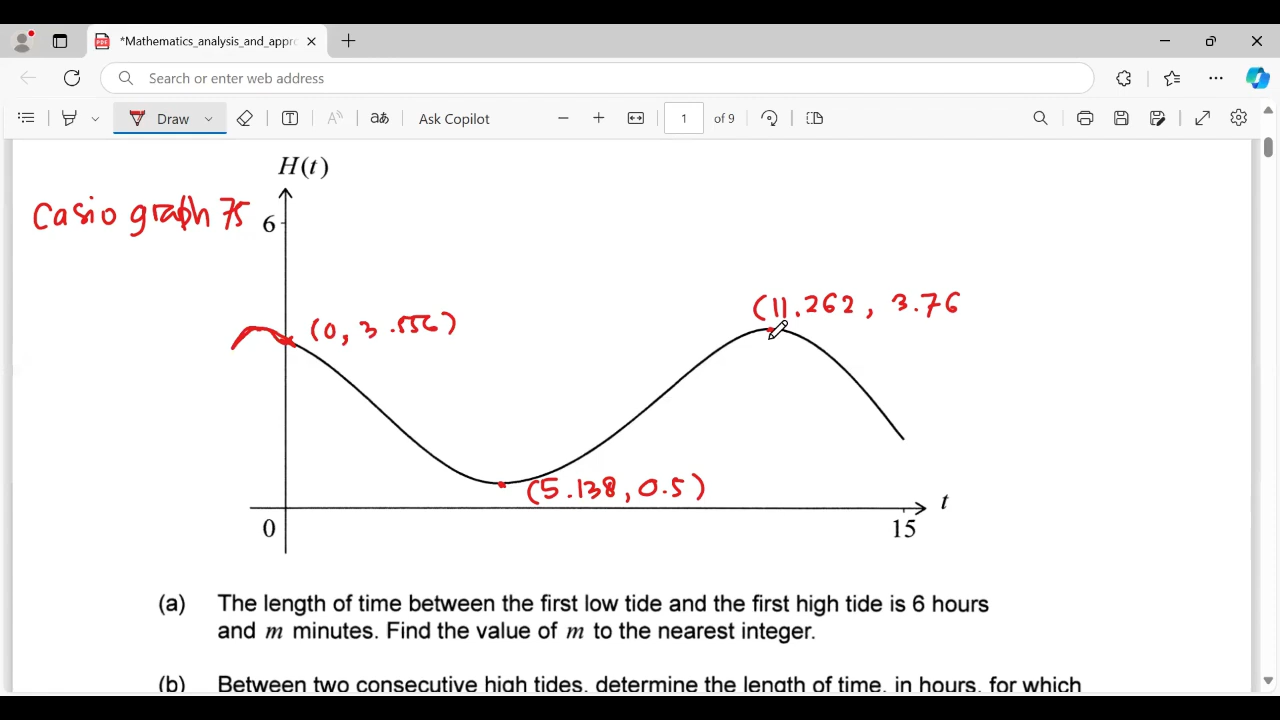 *Mathematics_analysis_and_appro
Search or enter web address
Draw
aあ
Ask Copilot
1
of 9
H(t)
Casio graph 75
6
(11.262, 3.76
(0, 3.556)
(5.138, 0.5)
t
0
15
(a) The length of time between the first low tide and the first high tide is 6 hours
and m minutes. Find the value of m to the nearest integer.
(b) Between two consecutive high tides, determine the length of time, in hours, for which